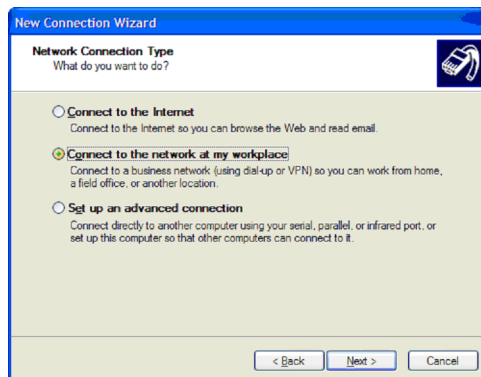 New Connection Wizard
Network Connection Type
What do you want to do?
Connect to the Internet
Connect to the Internet so you can browse the Web and read email.
Connect to the network at my workplace
Connect to a business network (using dial-up or VPN) so you can work from home,
a field office, or another location.
Set up an advanced connection
Connect directly to another computer using your serial, parallel, or infrared port, or
set up this computer so that other computers can connect to it.
< Back
Next >
Cancel